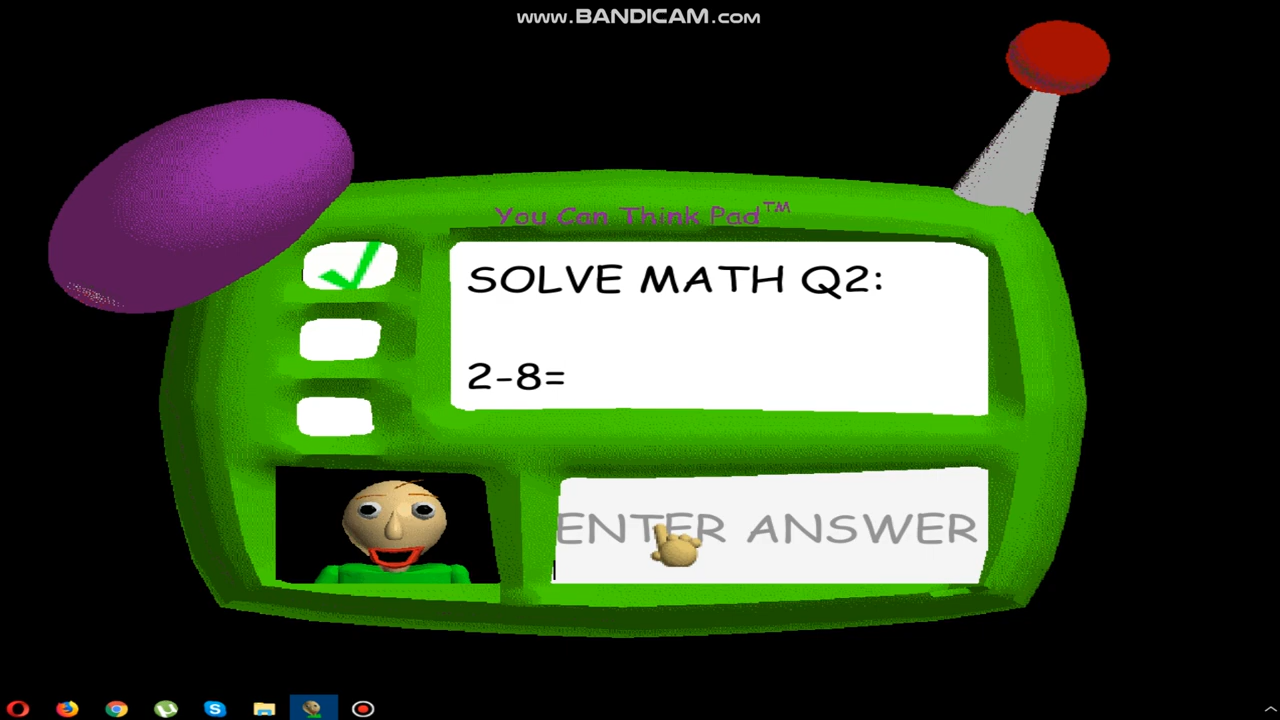 www.BANDICAM.com
You Can Think Pad™
SOLVE MATH Q2:
2-8=
ENTER ANSWER